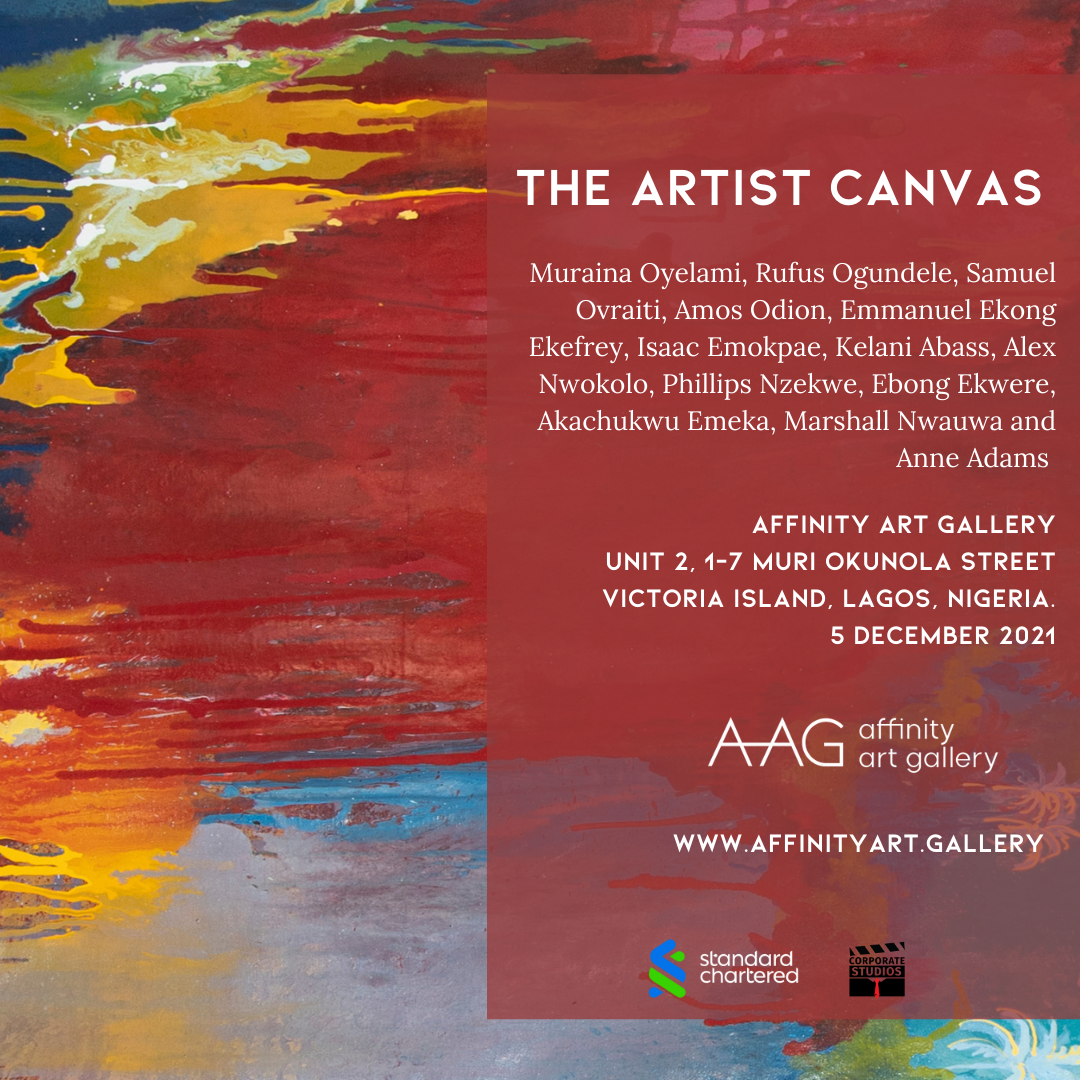 THE ARTIST CANVAS
Muraina Oyelami, Rufus Ogundele, Samuel
Ovraiti, Amos Odion, Emmanuel Ekong
Ekefrey, Isaac Emokpae, Kelani Abass, Alex
Nwokolo, Phillips Nzekwe, Ebong Ekwere,
Akachukwu Emeka, Marshall Nwauwa and
Anne Adams
AFFINITY ART GALLERY
UNIT 2, 1-7 MURI OKUNOLA STREET
VICTORIA ISLAND, LAGOS, NIGERIA.
5 DECEMBER 2021
AAG affinity
art gallery
WWW.AFFINITYART.GALLERY
standard
chartered
CORPORATE
STUDIOS